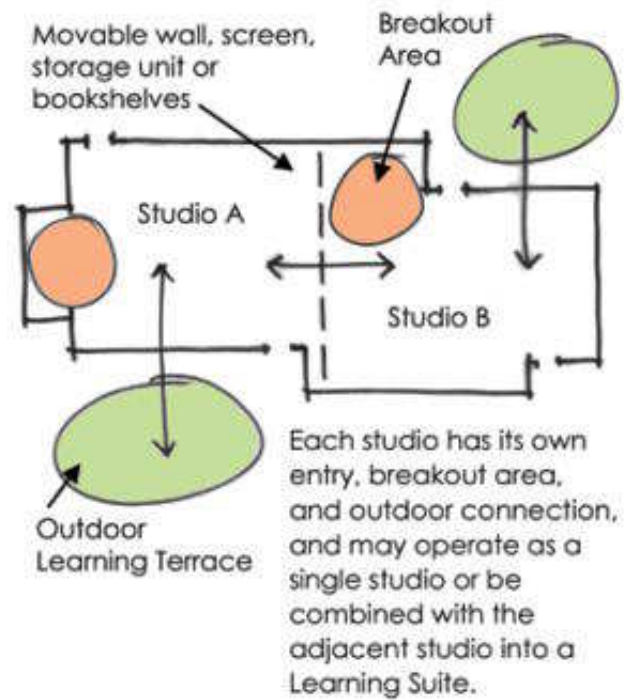 Movable wall, screen,
storage unit or
bookshelves
Breakout
Area
Studio A
Studio B
Outdoor
Learning Terrace
Each studio has its own
entry, breakout area,
and outdoor connection,
and may operate as a
single studio or be
combined with the
adjacent studio into a
Learning Suite.